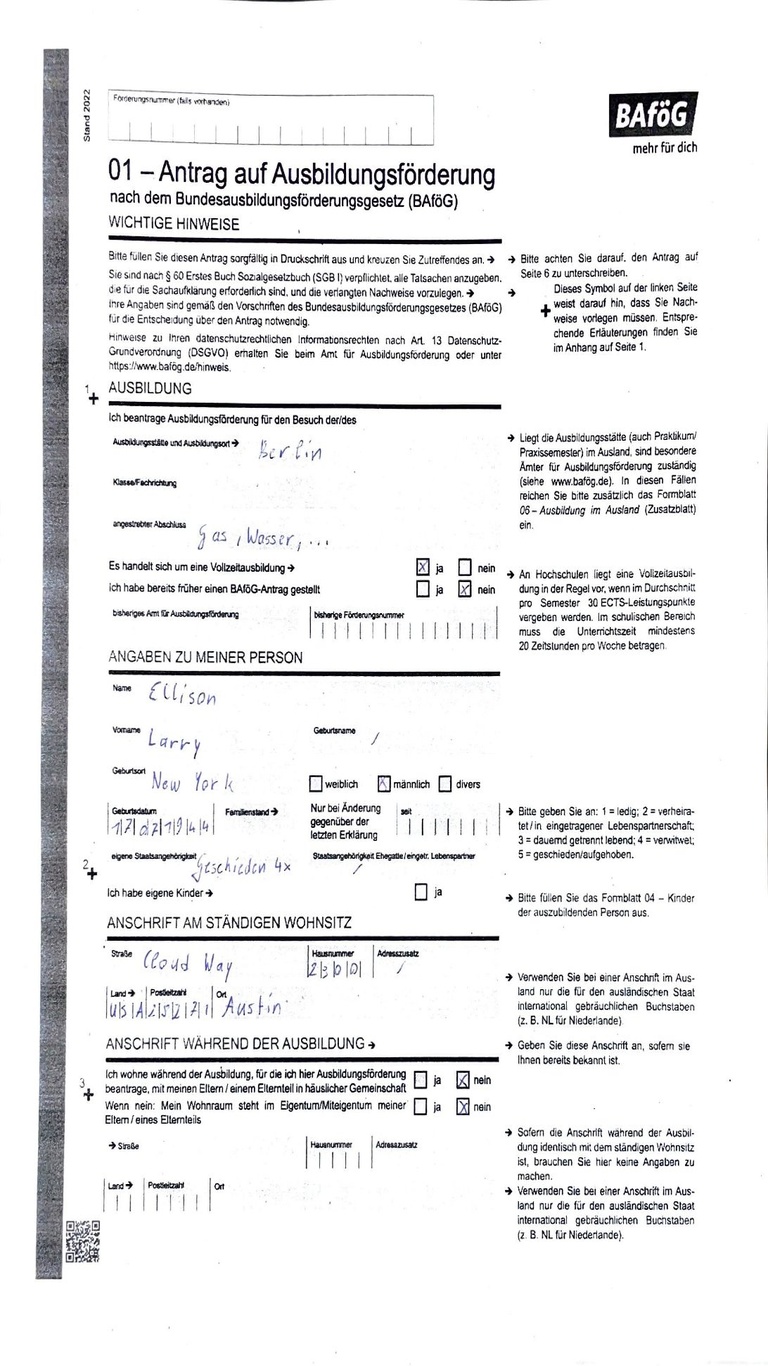 Stand 2022
Förderungsnummer (falls vorhanden)
BAföG
mehr für dich
01 – Antrag auf Ausbildungsförderung
nach dem Bundesausbildungsförderungsgesetz (BAföG)
WICHTIGE HINWEISE
Bitte füllen Sie diesen Antrag sorgfältig in Druckschrift aus und kreuzen Sie Zutreffendes an. →
Sie sind nach § 60 Erstes Buch Sozialgesetzbuch (SGB I) verpflichtet, alle Tatsachen anzugeben,
die für die Sachaufklärung erforderlich sind, und die verlangten Nachweise vorzulegen. →
Ihre Angaben sind gemäß den Vorschriften des Bundesausbildungsförderungsgesetzes (BAföG)
für die Entscheidung über den Antrag notwendig.
Hinweise zu Ihren datenschutzrechtlichen Informationsrechten nach Art. 13 Datenschutz-
Grundverordnung (DSGVO) erhalten Sie beim Amt für Ausbildungsförderung oder unter
https://www.bafög.de/hinweis.
→ Bitte achten Sie darauf, den Antrag auf
Seite 6 zu unterschreiben.
→ Dieses Symbol auf der linken Seite
+ weist darauf hin, dass Sie Nach-
weise vorlegen müssen. Entspre-
chende Erläuterungen finden Sie
im Anhang auf Seite 1.
1 + AUSBILDUNG
Ich beantrage Ausbildungsförderung für den Besuch der/des
Ausbildungsstätte und Ausbildungsort → Berlin
Klasse/Fachrichtung
angestrebter Abschluss Gas, Wasser, ...
Es handelt sich um eine Vollzeitausbildung → ☒ ja ☐ nein
Ich habe bereits früher einen BAföG-Antrag gestellt ☐ ja ☒ nein
bisheriges Amt für Ausbildungsförderung bisherige Förderungsnummer
→ Liegt die Ausbildungsstätte (auch Praktikum/
Praxissemester) im Ausland, sind besondere
Ämter für Ausbildungsförderung zuständig
(siehe www.bafög.de). In diesen Fällen
reichen Sie bitte zusätzlich das Formblatt
06 – Ausbildung im Ausland (Zusatzblatt)
ein.
→ An Hochschulen liegt eine Vollzeitausbil-
dung in der Regel vor, wenn im Durchschnitt
pro Semester 30 ECTS-Leistungspunkte
vergeben werden. Im schulischen Bereich
muss die Unterrichtszeit mindestens
20 Zeitstunden pro Woche betragen.
ANGABEN ZU MEINER PERSON
Name Ellison
Vorname Larry Geburtsname /
Geburtsort New York ☐ weiblich ☒ männlich ☐ divers
Geburtsdatum 17071944 Familienstand → Nur bei Änderung gegenüber der letzten Erklärung seit
2 + eigene Staatsangehörigkeit Geschieden 4x Staatsangehörigkeit Ehegatte/eingetr. Lebenspartner /
Ich habe eigene Kinder → ☐ ja
→ Bitte geben Sie an: 1 = ledig; 2 = verheira-
tet/in eingetragener Lebenspartnerschaft;
3 = dauernd getrennt lebend; 4 = verwitwet;
5 = geschieden/aufgehoben.
→ Bitte füllen Sie das Formblatt 04 – Kinder
der auszubildenden Person aus.
ANSCHRIFT AM STÄNDIGEN WOHNSITZ
Straße Cloud Way Hausnummer 2300 Adresszusatz /
Land → USA Postleitzahl Ort Austin
→ Verwenden Sie bei einer Anschrift im Aus-
land nur die für den ausländischen Staat
international gebräuchlichen Buchstaben
(z. B. NL für Niederlande)
ANSCHRIFT WÄHREND DER AUSBILDUNG →
→ Geben Sie diese Anschrift an, sofern sie
Ihnen bereits bekannt ist.
3 + Ich wohne während der Ausbildung, für die ich hier Ausbildungsförderung
beantrage, mit meinen Eltern / einem Elternteil in häuslicher Gemeinschaft ☐ ja ☒ nein
Wenn nein: Mein Wohnraum steht im Eigentum/Miteigentum meiner
Eltern / eines Elternteils ☐ ja ☒ nein
→ Straße Hausnummer Adresszusatz
Land → Postleitzahl Ort
→ Sofern die Anschrift während der Ausbil-
dung identisch mit dem ständigen Wohnsitz
ist, brauchen Sie hier keine Angaben zu
machen.
→ Verwenden Sie bei einer Anschrift im Aus-
land nur die für den ausländischen Staat
international gebräuchlichen Buchstaben
(z. B. NL für Niederlande).